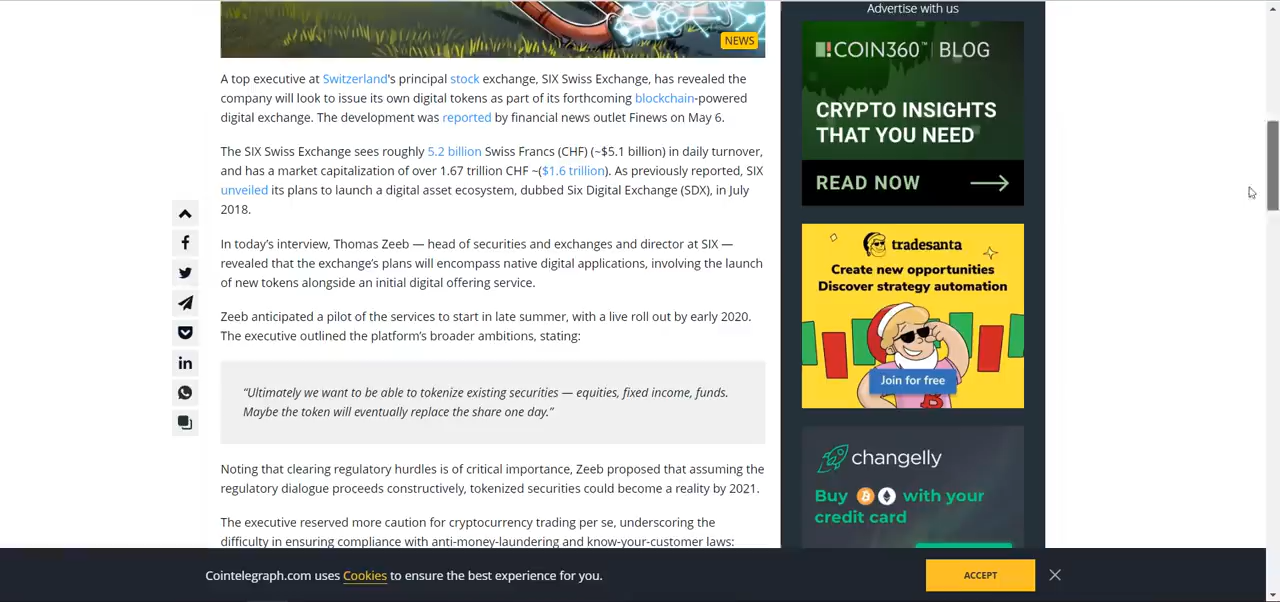 Advertise with us
NEWS
A top executive at Switzerland's principal stock exchange, SIX Swiss Exchange, has revealed the
company will look to issue its own digital tokens as part of its forthcoming blockchain-powered
digital exchange. The development was reported by financial news outlet Finews on May 6.
The SIX Swiss Exchange sees roughly 5.2 billion Swiss Francs (CHF) (~$5.1 billion) in daily turnover,
and has a market capitalization of over 1.67 trillion CHF ~($1.6 trillion). As previously reported, SIX
unveiled its plans to launch a digital asset ecosystem, dubbed Six Digital Exchange (SDX), in July
2018.
In today's interview, Thomas Zeeb — head of securities and exchanges and director at SIX —
revealed that the exchange's plans will encompass native digital applications, involving the launch
of new tokens alongside an initial digital offering service.
Zeeb anticipated a pilot of the services to start in late summer, with a live roll out by early 2020.
The executive outlined the platform's broader ambitions, stating:
“Ultimately we want to be able to tokenize existing securities — equities, fixed income, funds.
Maybe the token will eventually replace the share one day.”
Noting that clearing regulatory hurdles is of critical importance, Zeeb proposed that assuming the
regulatory dialogue proceeds constructively, tokenized securities could become a reality by 2021.
The executive reserved more caution for cryptocurrency trading per se, underscoring the
difficulty in ensuring compliance with anti-money-laundering and know-your-customer laws:
COIN360™ BLOG
CRYPTO INSIGHTS
THAT YOU NEED
READ NOW
tradesanta
Create new opportunities
Discover strategy automation
Join for free
changelly
Buy with your
credit card
Cointelegraph.com uses Cookies to ensure the best experience for you.
ACCEPT